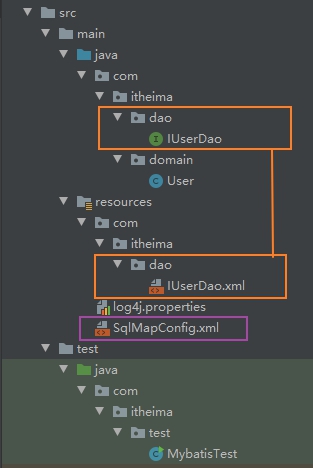 src
main
java
com
itheima
dao
IUserDao
domain
User
resources
com
itheima
dao
IUserDao.xml
log4j.properties
SqlMapConfig.xml
test
java
com
itheima
test
MybatisTest